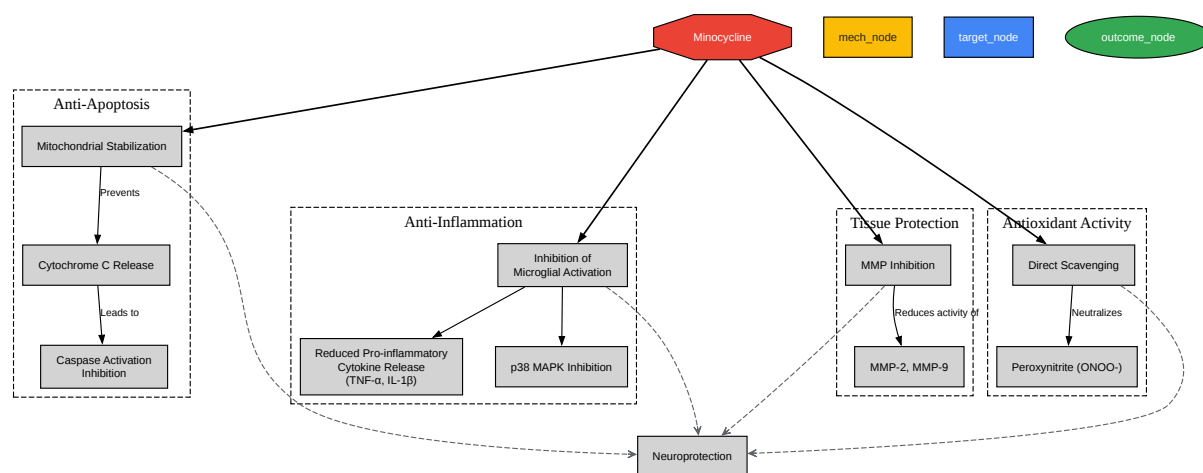 Minocycline
mech_node
target_node
outcome_node
Anti-Apoptosis
Mitochondrial Stabilization
Prevents
Cytochrome C Release
Leads to
Caspase Activation
Inhibition
Anti-Inflammation
Inhibition of
Microglial Activation
Reduced Pro-inflammatory
Cytokine Release
(TNF-α, IL-1β)
p38 MAPK Inhibition
Tissue Protection
MMP Inhibition
Reduces activity of
MMP-2, MMP-9
Antioxidant Activity
Direct Scavenging
Neutralizes
Peroxynitrite (ONOO-)
Neuroprotection